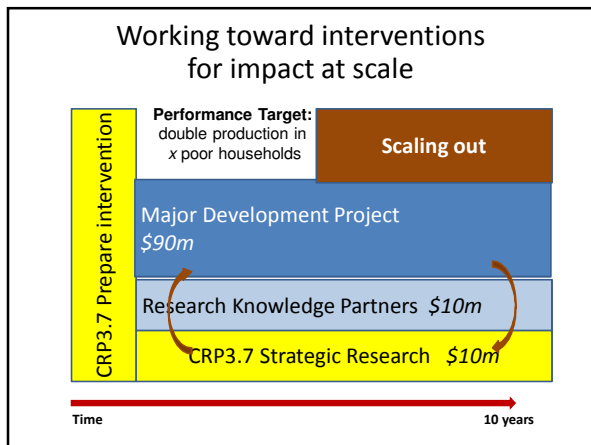 Working toward interventions
for impact at scale
CRP3.7 Prepare intervention
Performance Target:
double production in
x poor households
Scaling out
Major Development Project
$90m
Research Knowledge Partners $10m
CRP3.7 Strategic Research $10m
Time 10 years